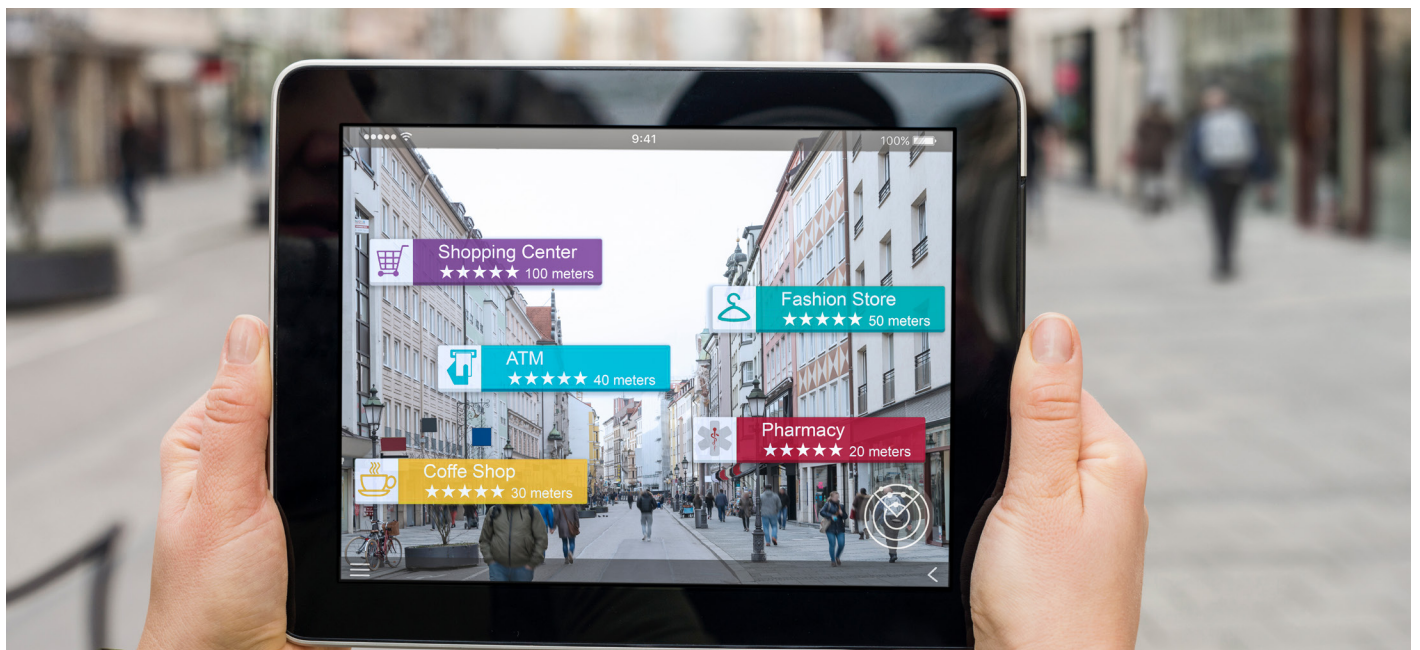 9:41
100%
Shopping Center
★★★★★ 100 meters
Fashion Store
★★★★★ 50 meters
ATM
★★★★★ 40 meters
Pharmacy
★★★★★ 20 meters
Coffe Shop
★★★★★ 30 meters